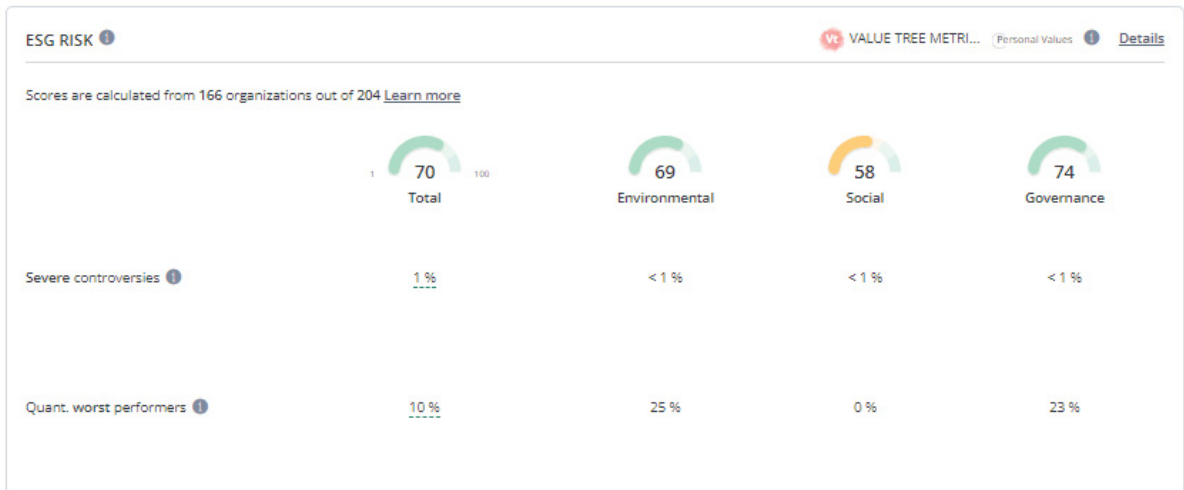 ESG RISK
Vt VALUE TREE METRI... Personal Values Details
Scores are calculated from 166 organizations out of 204 Learn more
1 70 100 69 58 74
Total Environmental Social Governance
Severe controversies 1 % < 1 % < 1 % < 1 %
Quant. worst performers 10 % 25 % 0 % 23 %